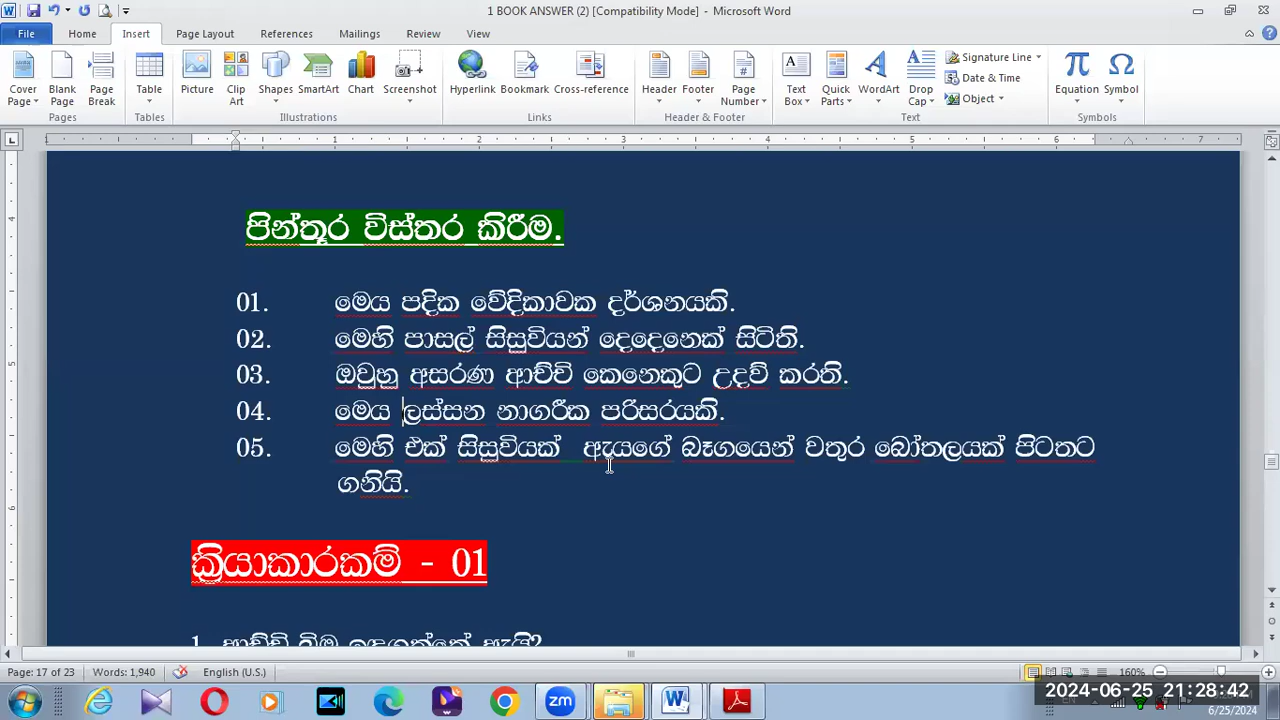 1 BOOK ANSWER (2) [Compatibility Mode] - Microsoft Word
File Home Insert Page Layout References Mailings Review View
Cover Page Blank Page Page Break Table Picture Clip Art Shapes SmartArt Chart Screenshot Hyperlink Bookmark Cross-reference Header Footer Page Number Text Box Quick Parts WordArt Drop Cap Signature Line Date & Time Object Equation Symbol
Pages Tables Illustrations Links Header & Footer Text Symbols
පින්තූර විස්තර කිරීම.
01. මෙය පදික වේදිකාවක දර්ශනයකි.
02. මෙහි පාසල් සිසුවියන් දෙදෙනෙක් සිටිති.
03. ඔවුහු අසරණ ආච්චි කෙනෙකුට උදව් කරති.
04. මෙය ලස්සන නාගරීක පරිසරයකි.
05. මෙහි එක් සිසුවියක් ඇයගේ බෑගයෙන් වතුර බෝතලයක් පිටතට
ගනියි.
ක්‍රියාකාරකම් - 01
1. ආච්චි බිම ඉඳගත්තේ ඇයි?
Page: 17 of 23 Words: 1,940 English (U.S.) 160%
zm
2024-06-25 21:28:42
6/25/2024